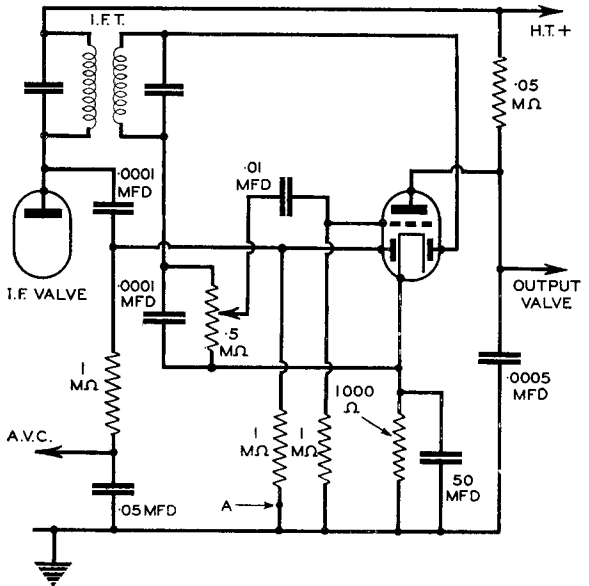 I.F.T.
H.T.+
.05
MΩ
.0001
MFD
.01
MFD
I.F. VALVE
.0001
MFD
.5
MΩ
OUTPUT
VALVE
1
MΩ
1000
Ω
.0005
MFD
A.V.C.
1
MΩ
1
MΩ
50
MFD
A
.05 MFD